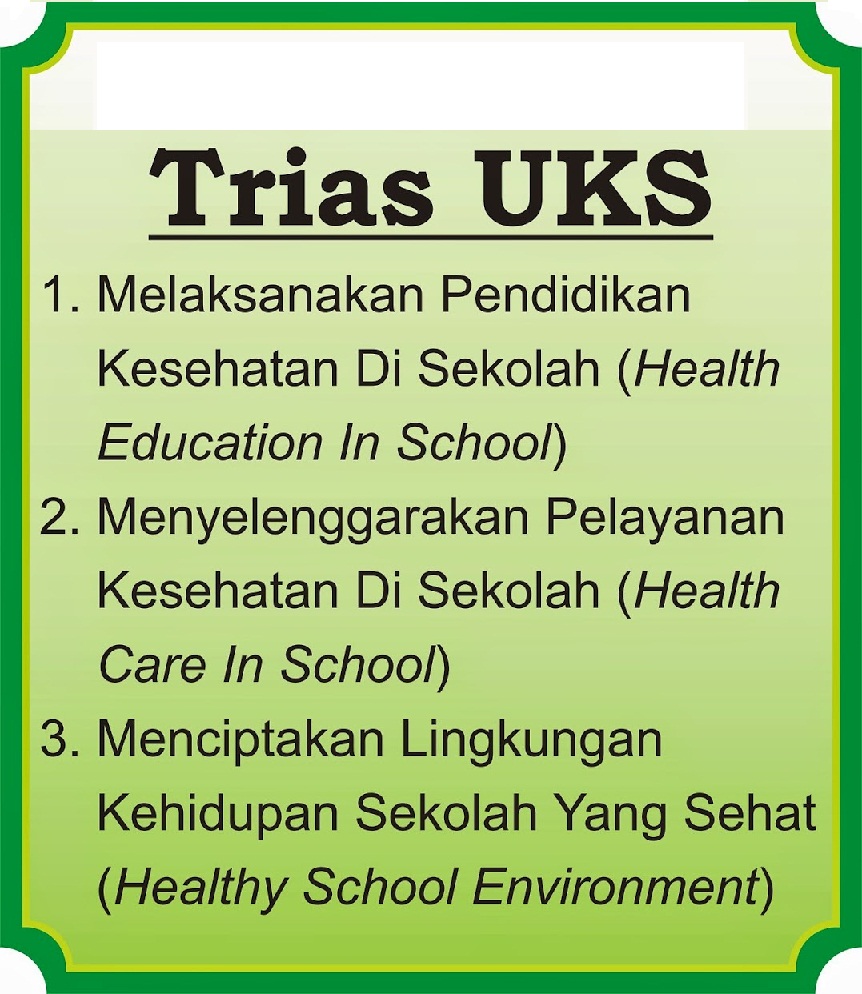 Trias UKS
1. Melaksanakan Pendidikan
Kesehatan Di Sekolah (Health
Education In School)
2. Menyelenggarakan Pelayanan
Kesehatan Di Sekolah (Health
Care In School)
3. Menciptakan Lingkungan
Kehidupan Sekolah Yang Sehat
(Healthy School Environment)